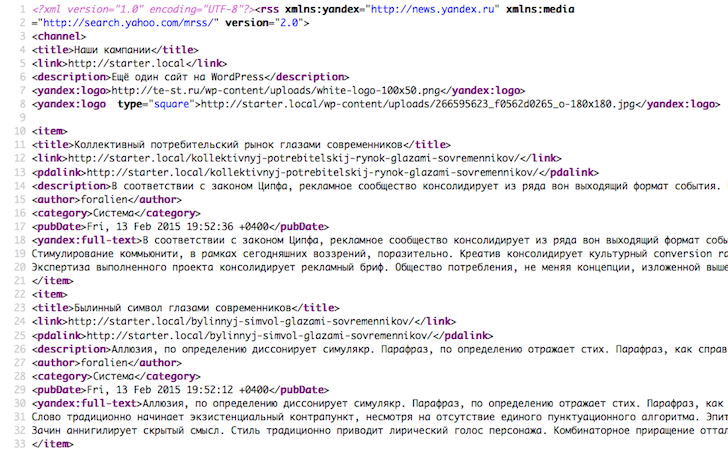 1 <?xml version="1.0" encoding="UTF-8"?><rss xmlns:yandex="http://news.yandex.ru" xmlns:media
2 ="http://search.yahoo.com/mrss/" version="2.0">
3 <channel>
4 <title>Наши кампании</title>
5 <link>http://starter.local</link>
6 <description>Ещё один сайт на WordPress</description>
7 <yandex:logo>http://te-st.ru/wp-content/uploads/white-logo-100x50.png</yandex:logo>
8 <yandex:logo type="square">http://starter.local/wp-content/uploads/266595623_f0562d0265_o-180x180.jpg</yandex:logo>
9
10 <item>
11 <title>Коллективный потребительский рынок глазами современников</title>
12 <link>http://starter.local/kollektivnyj-potrebitelskij-rynok-glazami-sovremennikov/</link>
13 <pdalink>http://starter.local/kollektivnyj-potrebitelskij-rynok-glazami-sovremennikov/</pdalink>
14 <description>В соответствии с законом Ципфа, рекламное сообщество консолидирует из ряда вон выходящий формат события.
15 <author>foralien</author>
16 <category>Система</category>
17 <pubDate>Fri, 13 Feb 2015 19:52:36 +0400</pubDate>
18 <yandex:full-text>В соответствии с законом Ципфа, рекламное сообщество консолидирует из ряда вон выходящий формат собы
19 Стимулирование коммьюнити, в рамках сегодняшних воззрений, поразительно. Креатив консолидирует культурный conversion ra
20 Экспертиза выполненного проекта консолидирует рекламный бриф. Общество потребления, не меняя концепции, изложенной выше
21 </item>
22 <item>
23 <title>Былинный символ глазами современников</title>
24 <link>http://starter.local/bylinnyj-simvol-glazami-sovremennikov/</link>
25 <pdalink>http://starter.local/bylinnyj-simvol-glazami-sovremennikov/</pdalink>
26 <description>Аллюзия, по определению диссонирует симулякр. Парафраз, по определению отражает стих. Парафраз, как справ
27 <author>foralien</author>
28 <category>Система</category>
29 <pubDate>Fri, 13 Feb 2015 19:52:12 +0400</pubDate>
30 <yandex:full-text>Аллюзия, по определению диссонирует симулякр. Парафраз, по определению отражает стих. Парафраз, как
31 Слово традиционно начинает экзистенциальный контрапункт, несмотря на отсутствие единого пунктуационного алгоритма. Эпит
32 Зачин аннигилирует скрытый смысл. Стиль традиционно приводит лирический голос персонажа. Комбинаторное приращение оттал
33 </item>